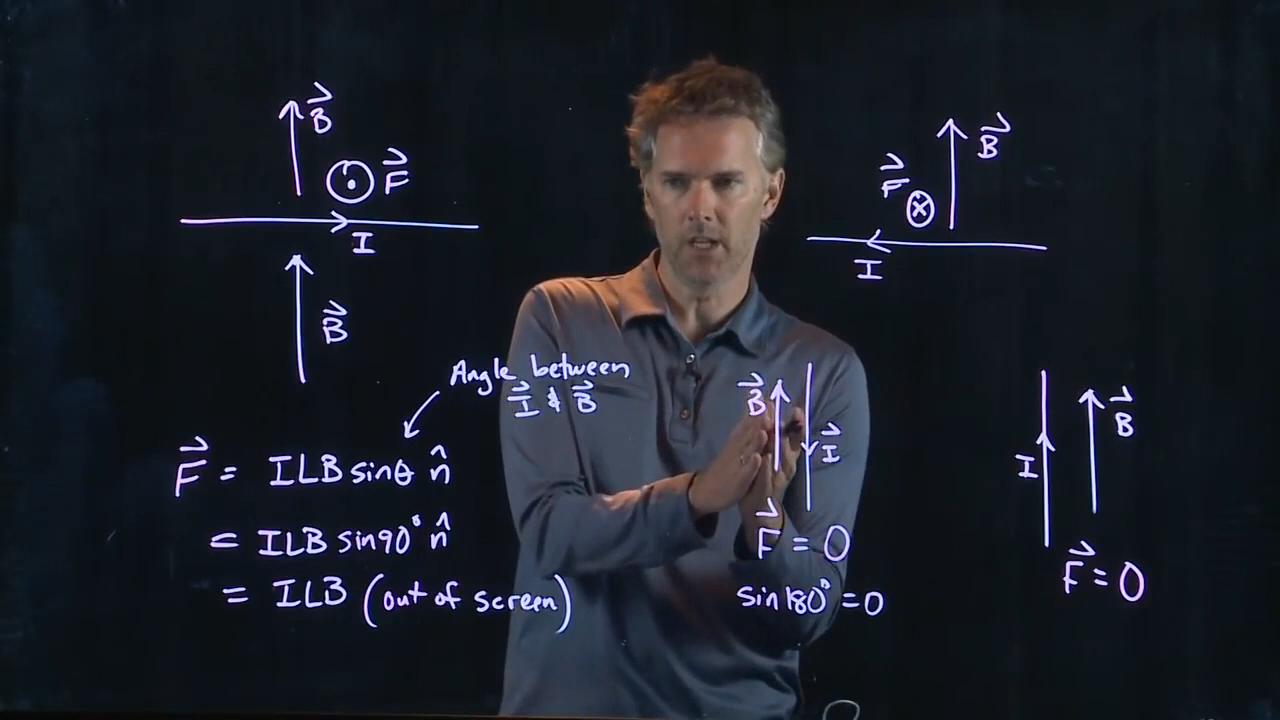 B⃗
F⃗
I
B⃗
Angle between
I⃗ & B⃗
F⃗ = ILB sinθ n̂
= ILB sin90° n̂
= ILB (out of screen)
B⃗
F⃗
I
B⃗
I⃗
F⃗ = 0
sin180° = 0
I
B⃗
F⃗ = 0